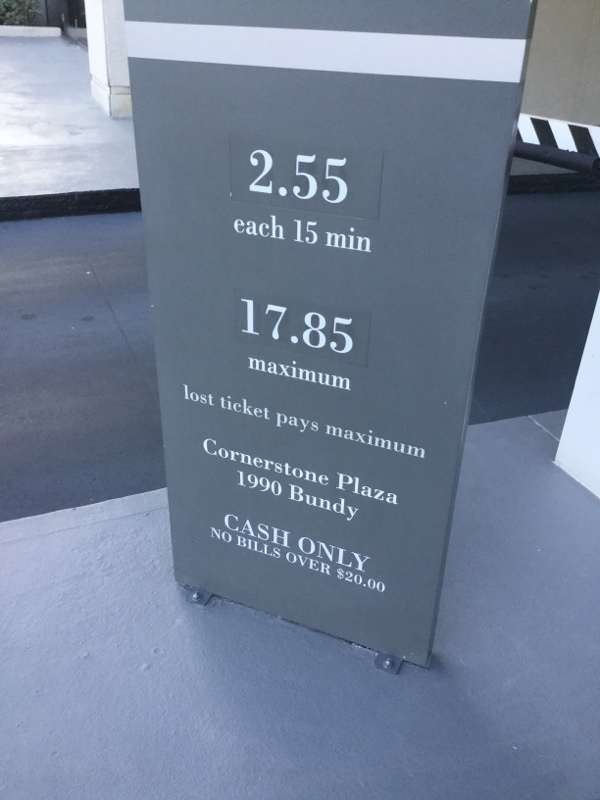 2.55
each 15 min
17.85
maximum
lost ticket pays maximum
Cornerstone Plaza
1990 Bundy
CASH ONLY
NO BILLS OVER $20.00